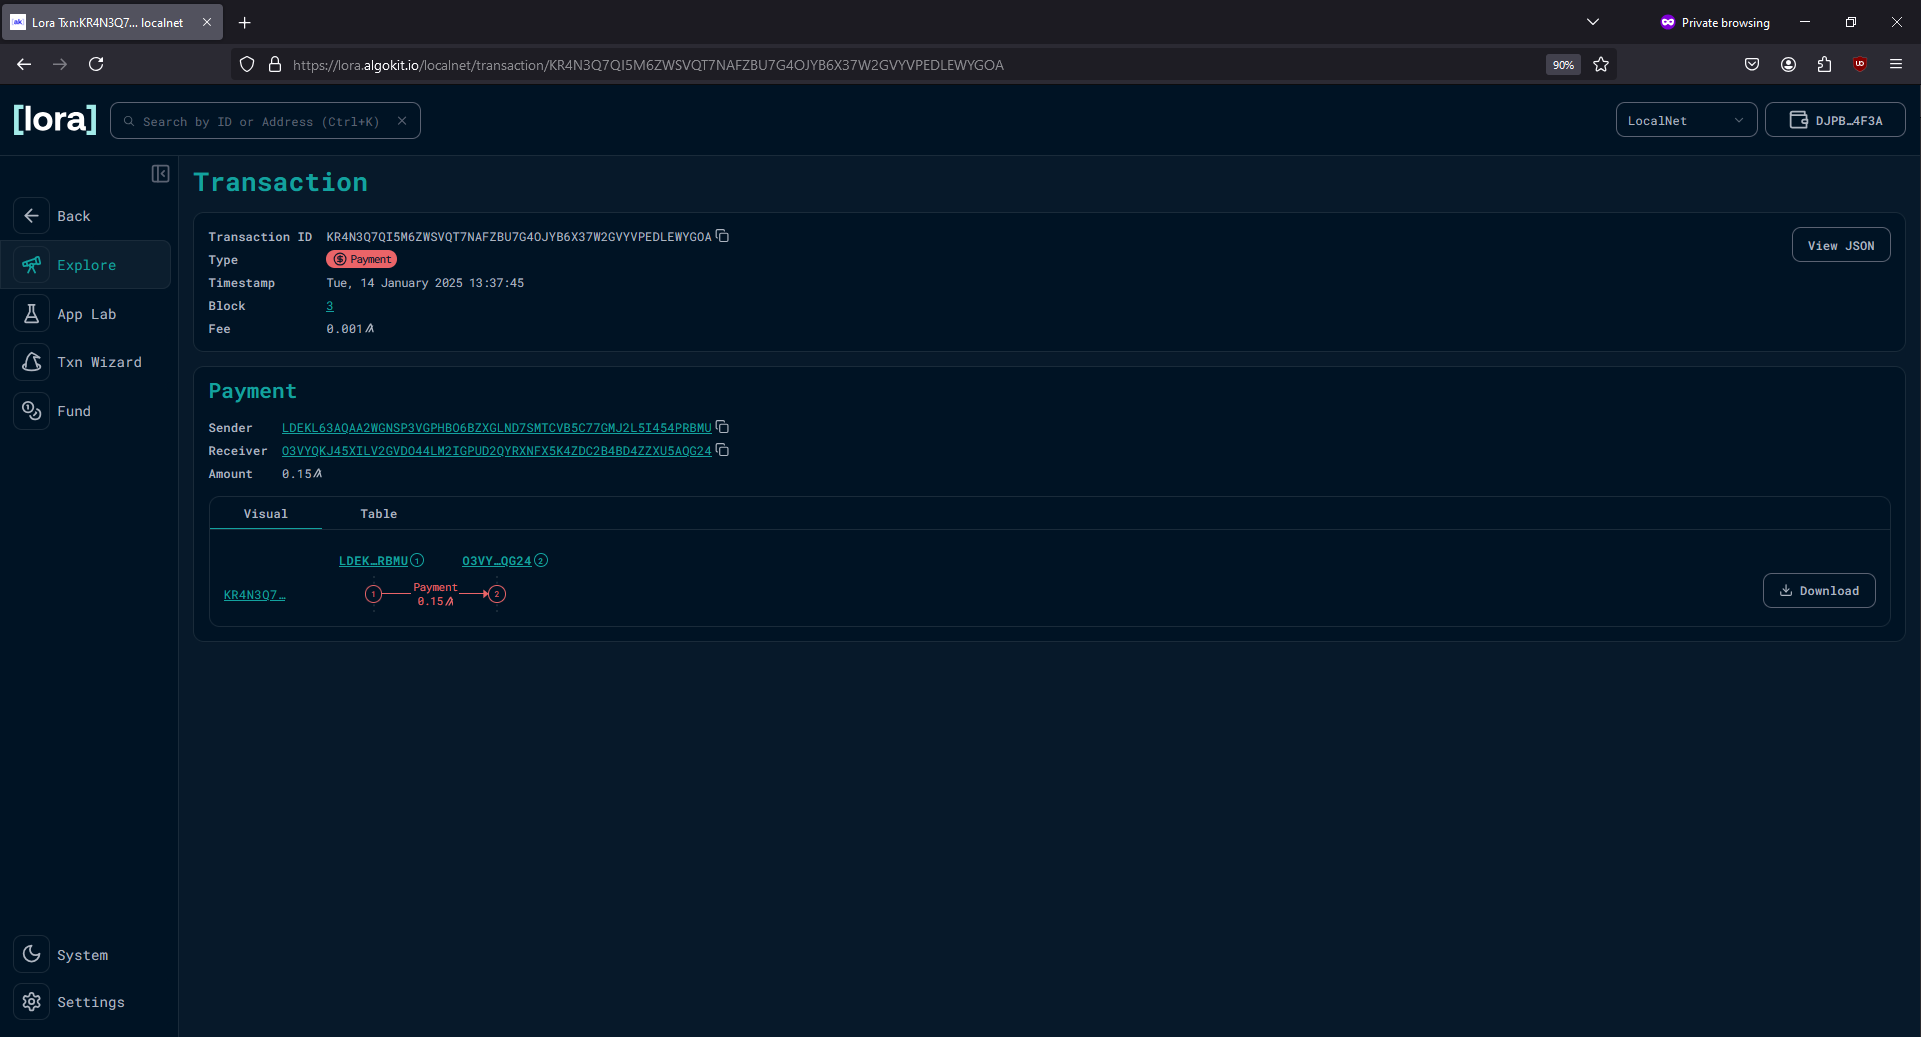 Lora Txn:KR4N3Q7... localnet
Private browsing
https://lora.algokit.io/localnet/transaction/KR4N3Q7QI5M6ZWSVQT7NAFZBU7G4OJYB6X37W2GVYVPEDLEWYGOA
90%
[lora]
Search by ID or Address (Ctrl+K)
LocalNet
DJPB…4F3A
Back
Explore
App Lab
Txn Wizard
Fund
System
Settings
Transaction
Transaction ID KR4N3Q7QI5M6ZWSVQT7NAFZBU7G4OJYB6X37W2GVYVPEDLEWYGOA
View JSON
Type Payment
Timestamp Tue, 14 January 2025 13:37:45
Block 3
Fee 0.001
Payment
Sender LDEKL63AQAA2WGNSP3VGPHBO6BZXGLND7SMTCVB5C77GMJ2L5I454PRBMU
Receiver O3VYQKJ45XILV2GVDO44LM2IGPUD2QYRXNFX5K4ZDC2B4BD4ZZXU5AQG24
Amount 0.15
Visual Table
LDEK…RBMU 1 O3VY…QG24 2
KR4N3Q7… 1 Payment 2
0.15
Download